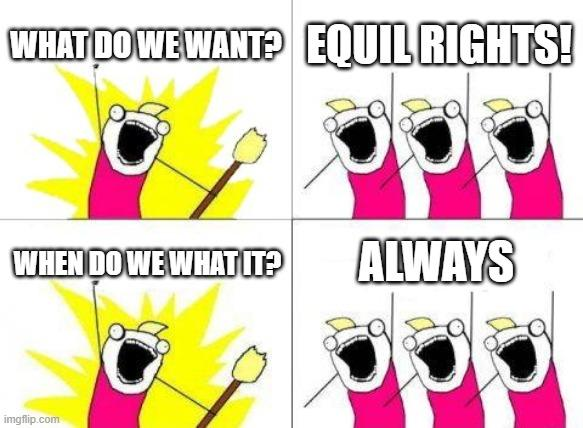 WHAT DO WE WANT?
EQUIL RIGHTS!
WHEN DO WE WHAT IT?
ALWAYS
imgflip.com